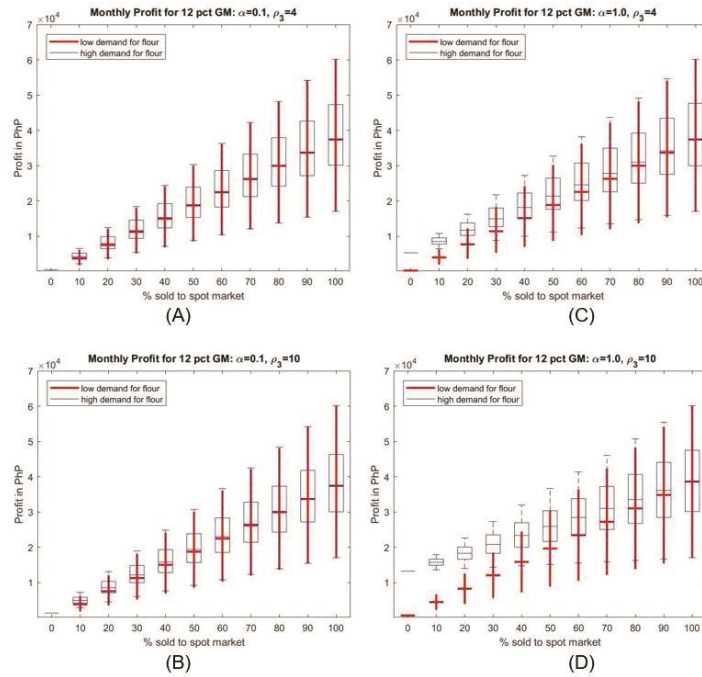 Monthly Profit for 12 pct GM: α=0.1, ρ3=4
×10^4
low demand for flour
high demand for flour
Profit in PhP
7
6
5
4
3
2
1
0 10 20 30 40 50 60 70 80 90 100
% sold to spot market
(A)
Monthly Profit for 12 pct GM: α=1.0, ρ3=4
×10^4
low demand for flour
high demand for flour
Profit in PhP
7
6
5
4
3
2
1
0 10 20 30 40 50 60 70 80 90 100
% sold to spot market
(C)
Monthly Profit for 12 pct GM: α=0.1, ρ3=10
×10^4
low demand for flour
high demand for flour
Profit in PhP
7
6
5
4
3
2
1
0 10 20 30 40 50 60 70 80 90 100
% sold to spot market
(B)
Monthly Profit for 12 pct GM: α=1.0, ρ3=10
×10^4
low demand for flour
high demand for flour
Profit in PhP
7
6
5
4
3
2
1
0 10 20 30 40 50 60 70 80 90 100
% sold to spot market
(D)